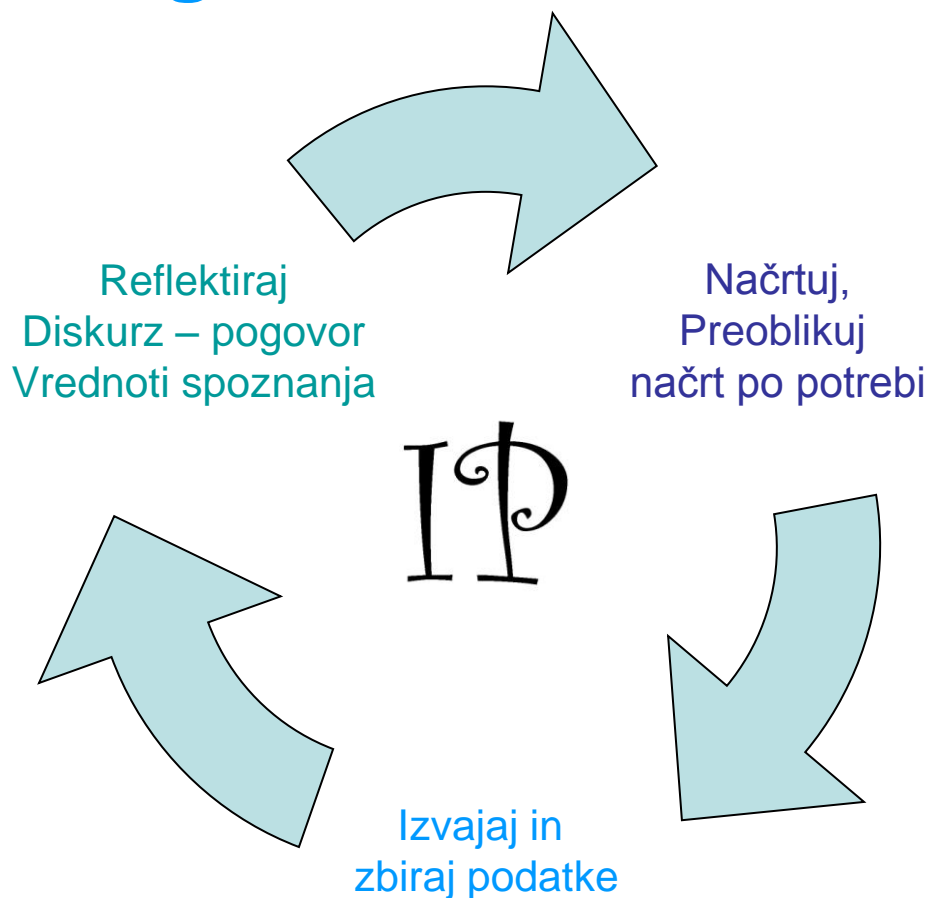 Reflektiraj
Diskurz – pogovor
Vrednoti spoznanja
Načrtuj,
Preoblikuj
načrt po potrebi
IP
Izvajaj in
zbiraj podatke